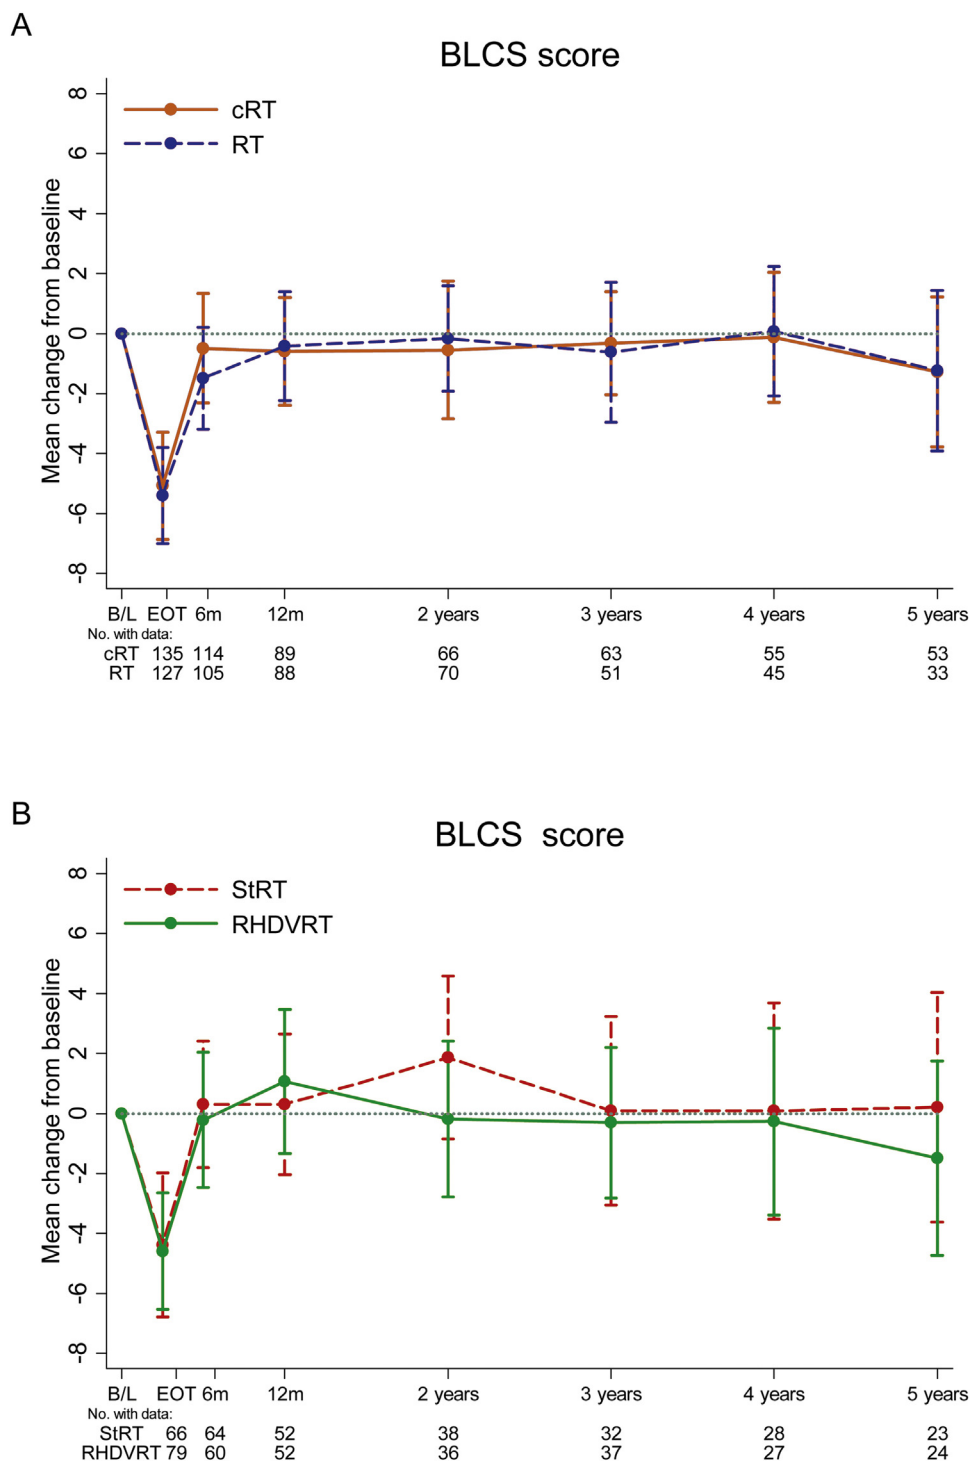 A
BLCS score
cRT
RT
Mean change from baseline
8
6
4
2
0
-2
-4
-6
-8
B/L EOT 6m 12m 2 years 3 years 4 years 5 years
No. with data:
cRT 135 114 89 66 63 55 53
RT 127 105 88 70 51 45 33
B
BLCS score
StRT
RHDVRT
Mean change from baseline
8
6
4
2
0
-2
-4
-6
-8
B/L EOT 6m 12m 2 years 3 years 4 years 5 years
No. with data:
StRT 66 64 52 38 32 28 23
RHDVRT 79 60 52 36 37 27 24